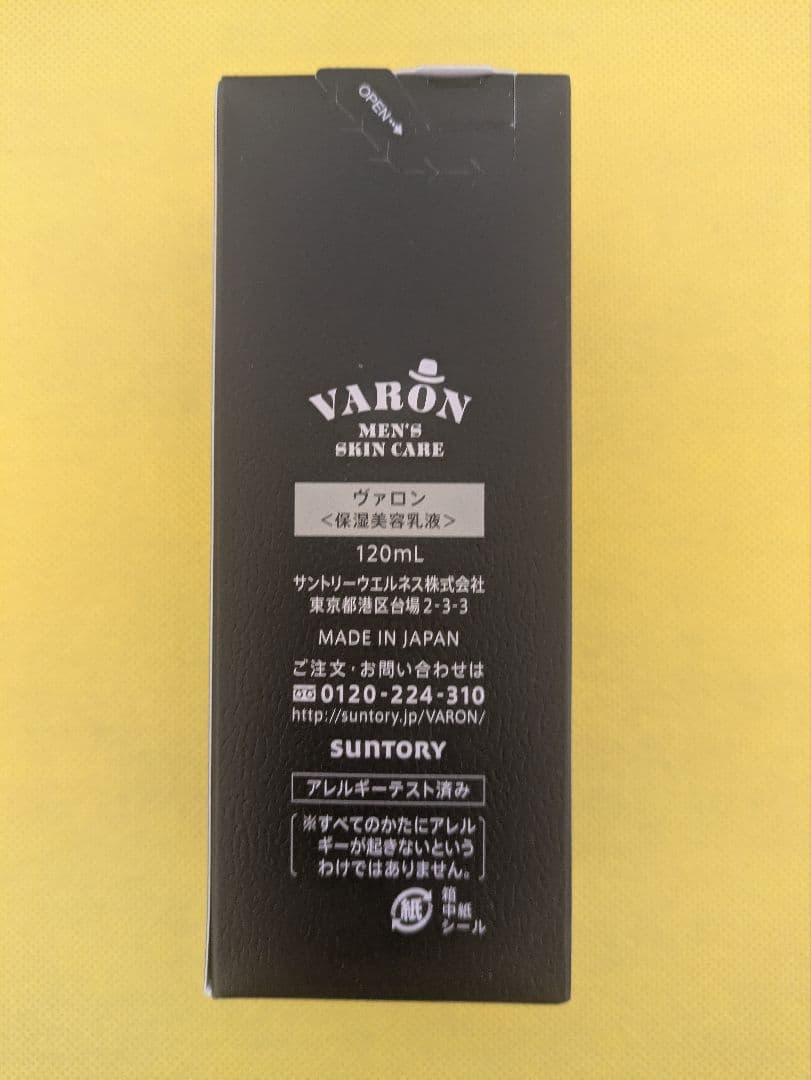 OPEN
VARON
MEN'S
SKIN CARE
ヴァロン
<保湿美容乳液>
120mL
サントリーウエルネス株式会社
東京都港区台場2-3-3
MADE IN JAPAN
ご注文・お問い合わせは
0120-224-310
http://suntory.jp/VARON/
SUNTORY
アレルギーテスト済み
※すべてのかたにアレル
ギーが起きないという
わけではありません。
紙
箱
中紙
シール